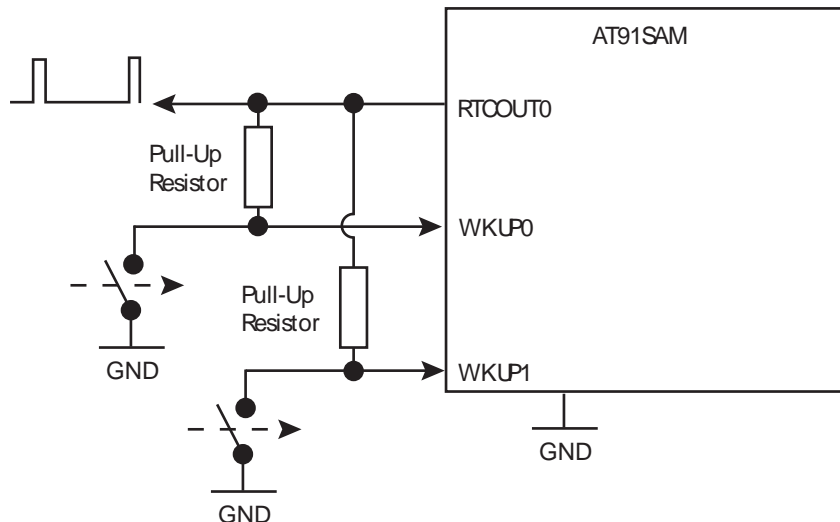 AT91SAM
RTCOUT0
Pull-Up
Resistor
WKUP0
Pull-Up
Resistor
GND
WKUP1
GND
GND